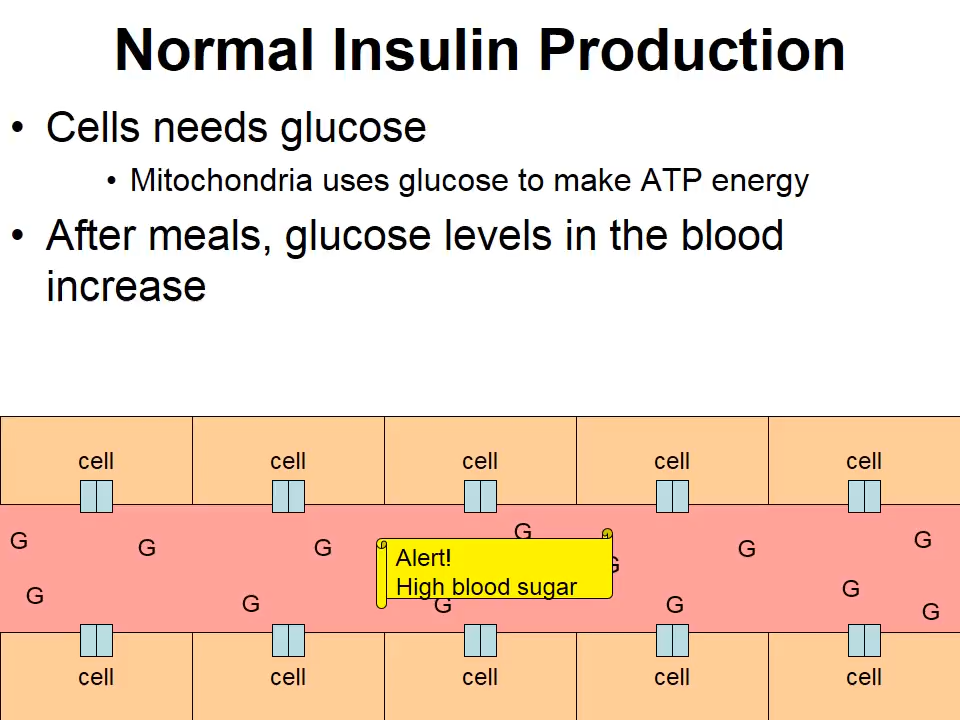 Normal Insulin Production
• Cells needs glucose
• Mitochondria uses glucose to make ATP energy
• After meals, glucose levels in the blood
increase
cell cell cell cell cell
G G G G G G G
Alert!
High blood sugar
G G G G G G
cell cell cell cell cell